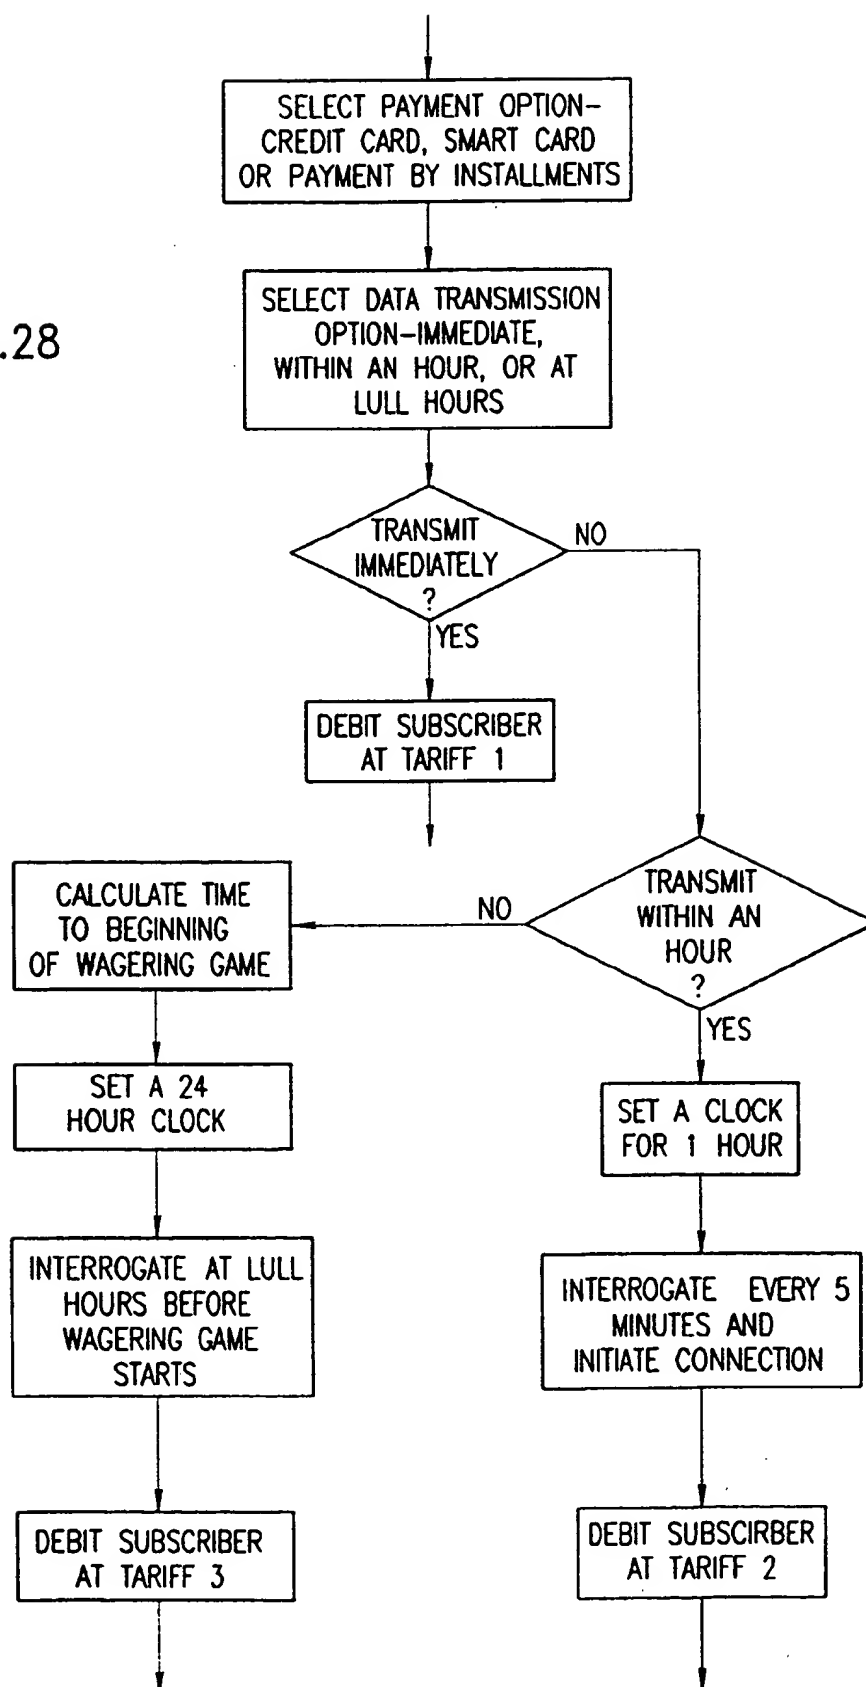 SELECT PAYMENT OPTION-
CREDIT CARD, SMART CARD
OR PAYMENT BY INSTALLMENTS
SELECT DATA TRANSMISSION
OPTION-IMMEDIATE,
WITHIN AN HOUR, OR AT
LULL HOURS
.28
TRANSMIT
IMMEDIATELY
?
NO
YES
DEBIT SUBSCRIBER
AT TARIFF 1
TRANSMIT
WITHIN AN
HOUR
?
NO
YES
CALCULATE TIME
TO BEGINNING
OF WAGERING GAME
SET A 24
HOUR CLOCK
SET A CLOCK
FOR 1 HOUR
INTERROGATE AT LULL
HOURS BEFORE
WAGERING GAME
STARTS
INTERROGATE EVERY 5
MINUTES AND
INITIATE CONNECTION
DEBIT SUBSCRIBER
AT TARIFF 3
DEBIT SUBSCIRBER
AT TARIFF 2